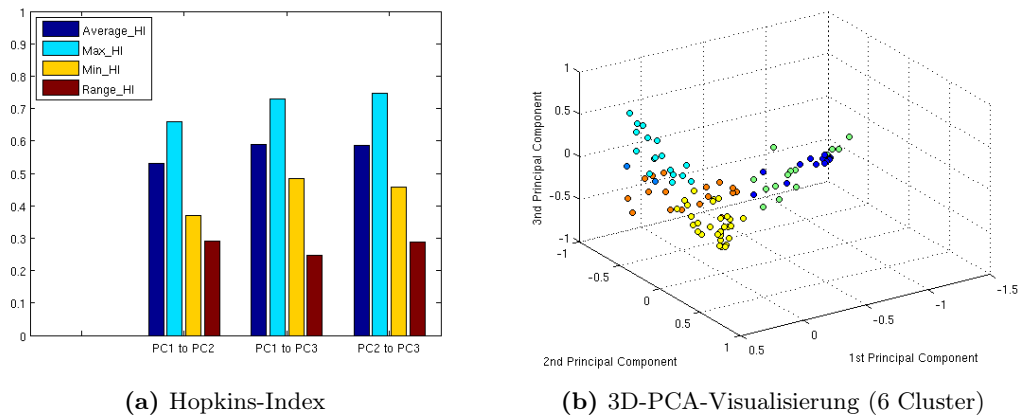 1
0.9
0.8
0.7
0.6
0.5
0.4
0.3
0.2
0.1
0
Average_HI
Max_HI
Min_HI
Range_HI
PC1 to PC2
PC1 to PC3
PC2 to PC3
(a) Hopkins-Index
3nd Principal Component
1
0.5
0
-0.5
-1
-1
-0.5
0
0.5
1
2nd Principal Component
0.5
0
-0.5
-1
-1.5
1st Principal Component
(b) 3D-PCA-Visualisierung (6 Cluster)